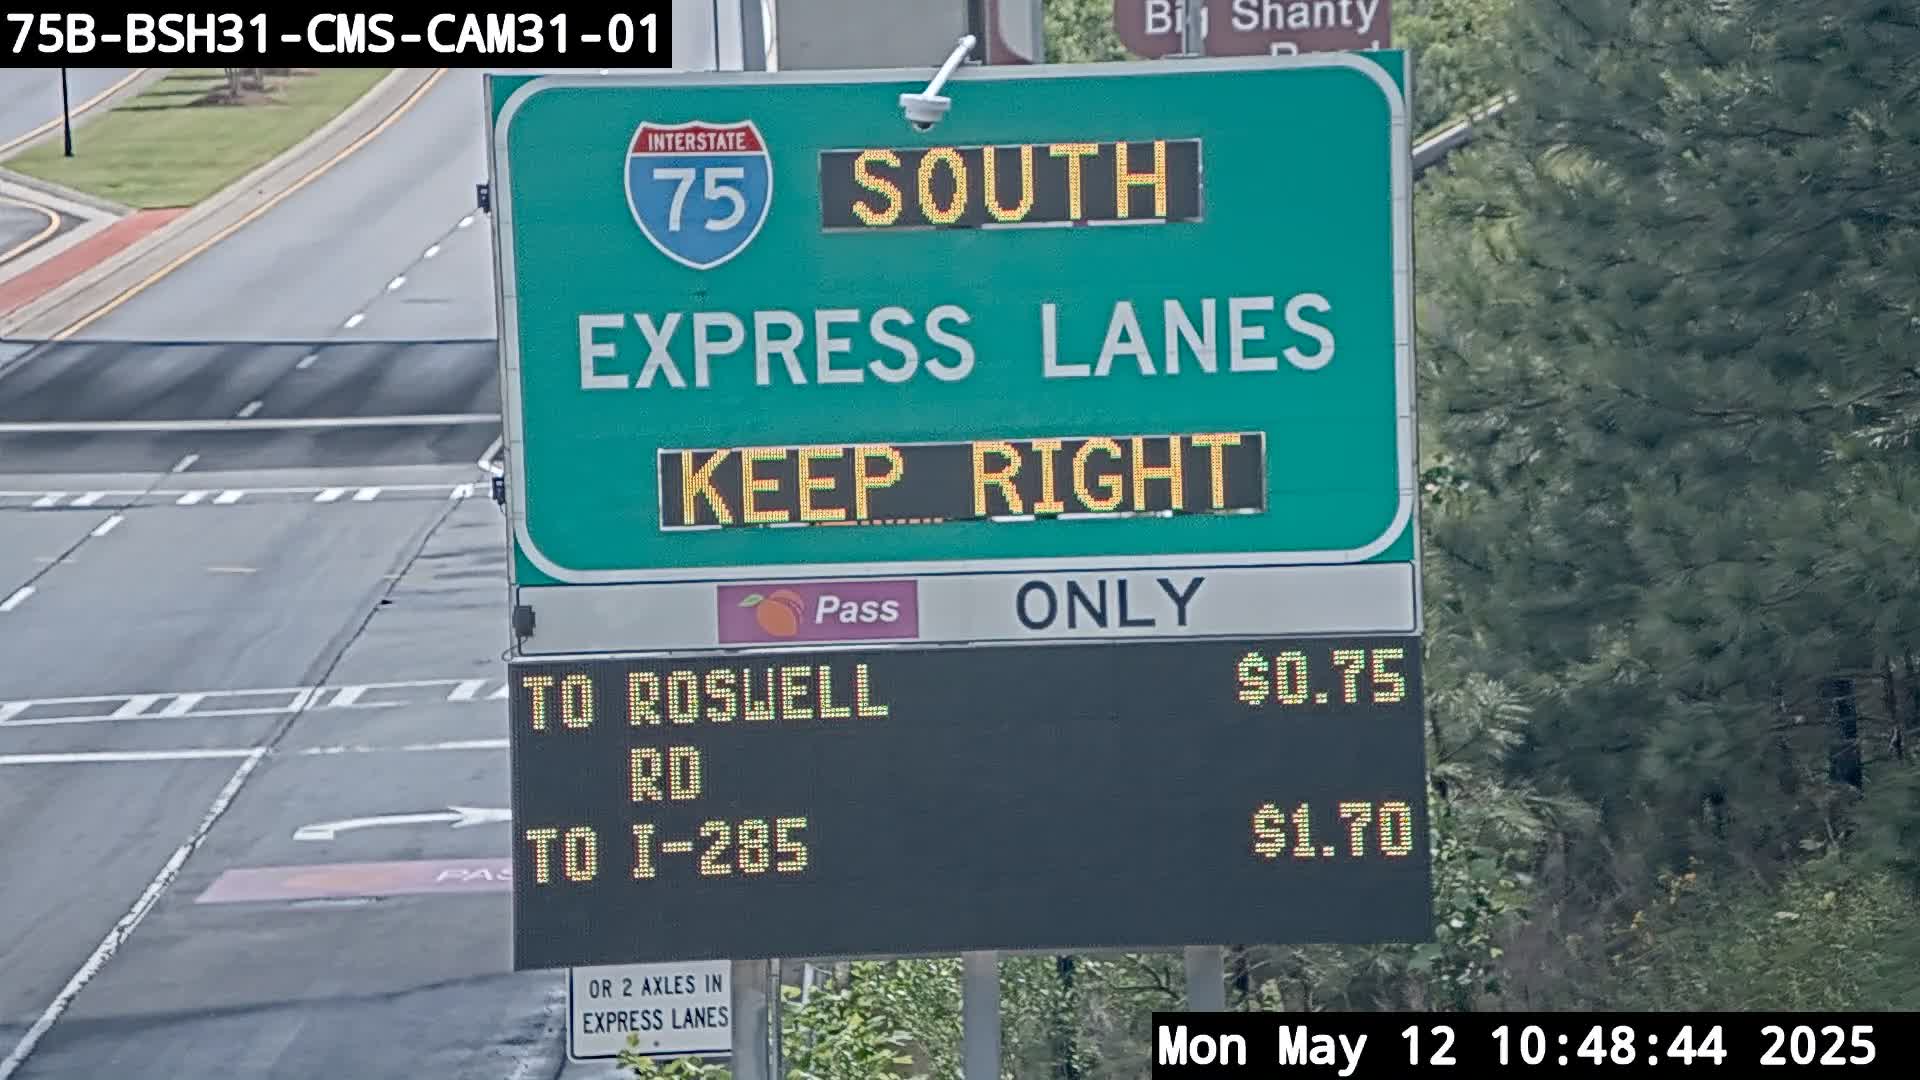 75B-BSH31-CMS-CAM31-01
Big Shanty
Road
INTERSTATE
75
SOUTH
EXPRESS LANES
KEEP RIGHT
Pass ONLY
TO ROSWELL $0.75
RD
TO I-285 $1.70
PAS
OR 2 AXLES IN
EXPRESS LANES
Mon May 12 10:48:44 2025